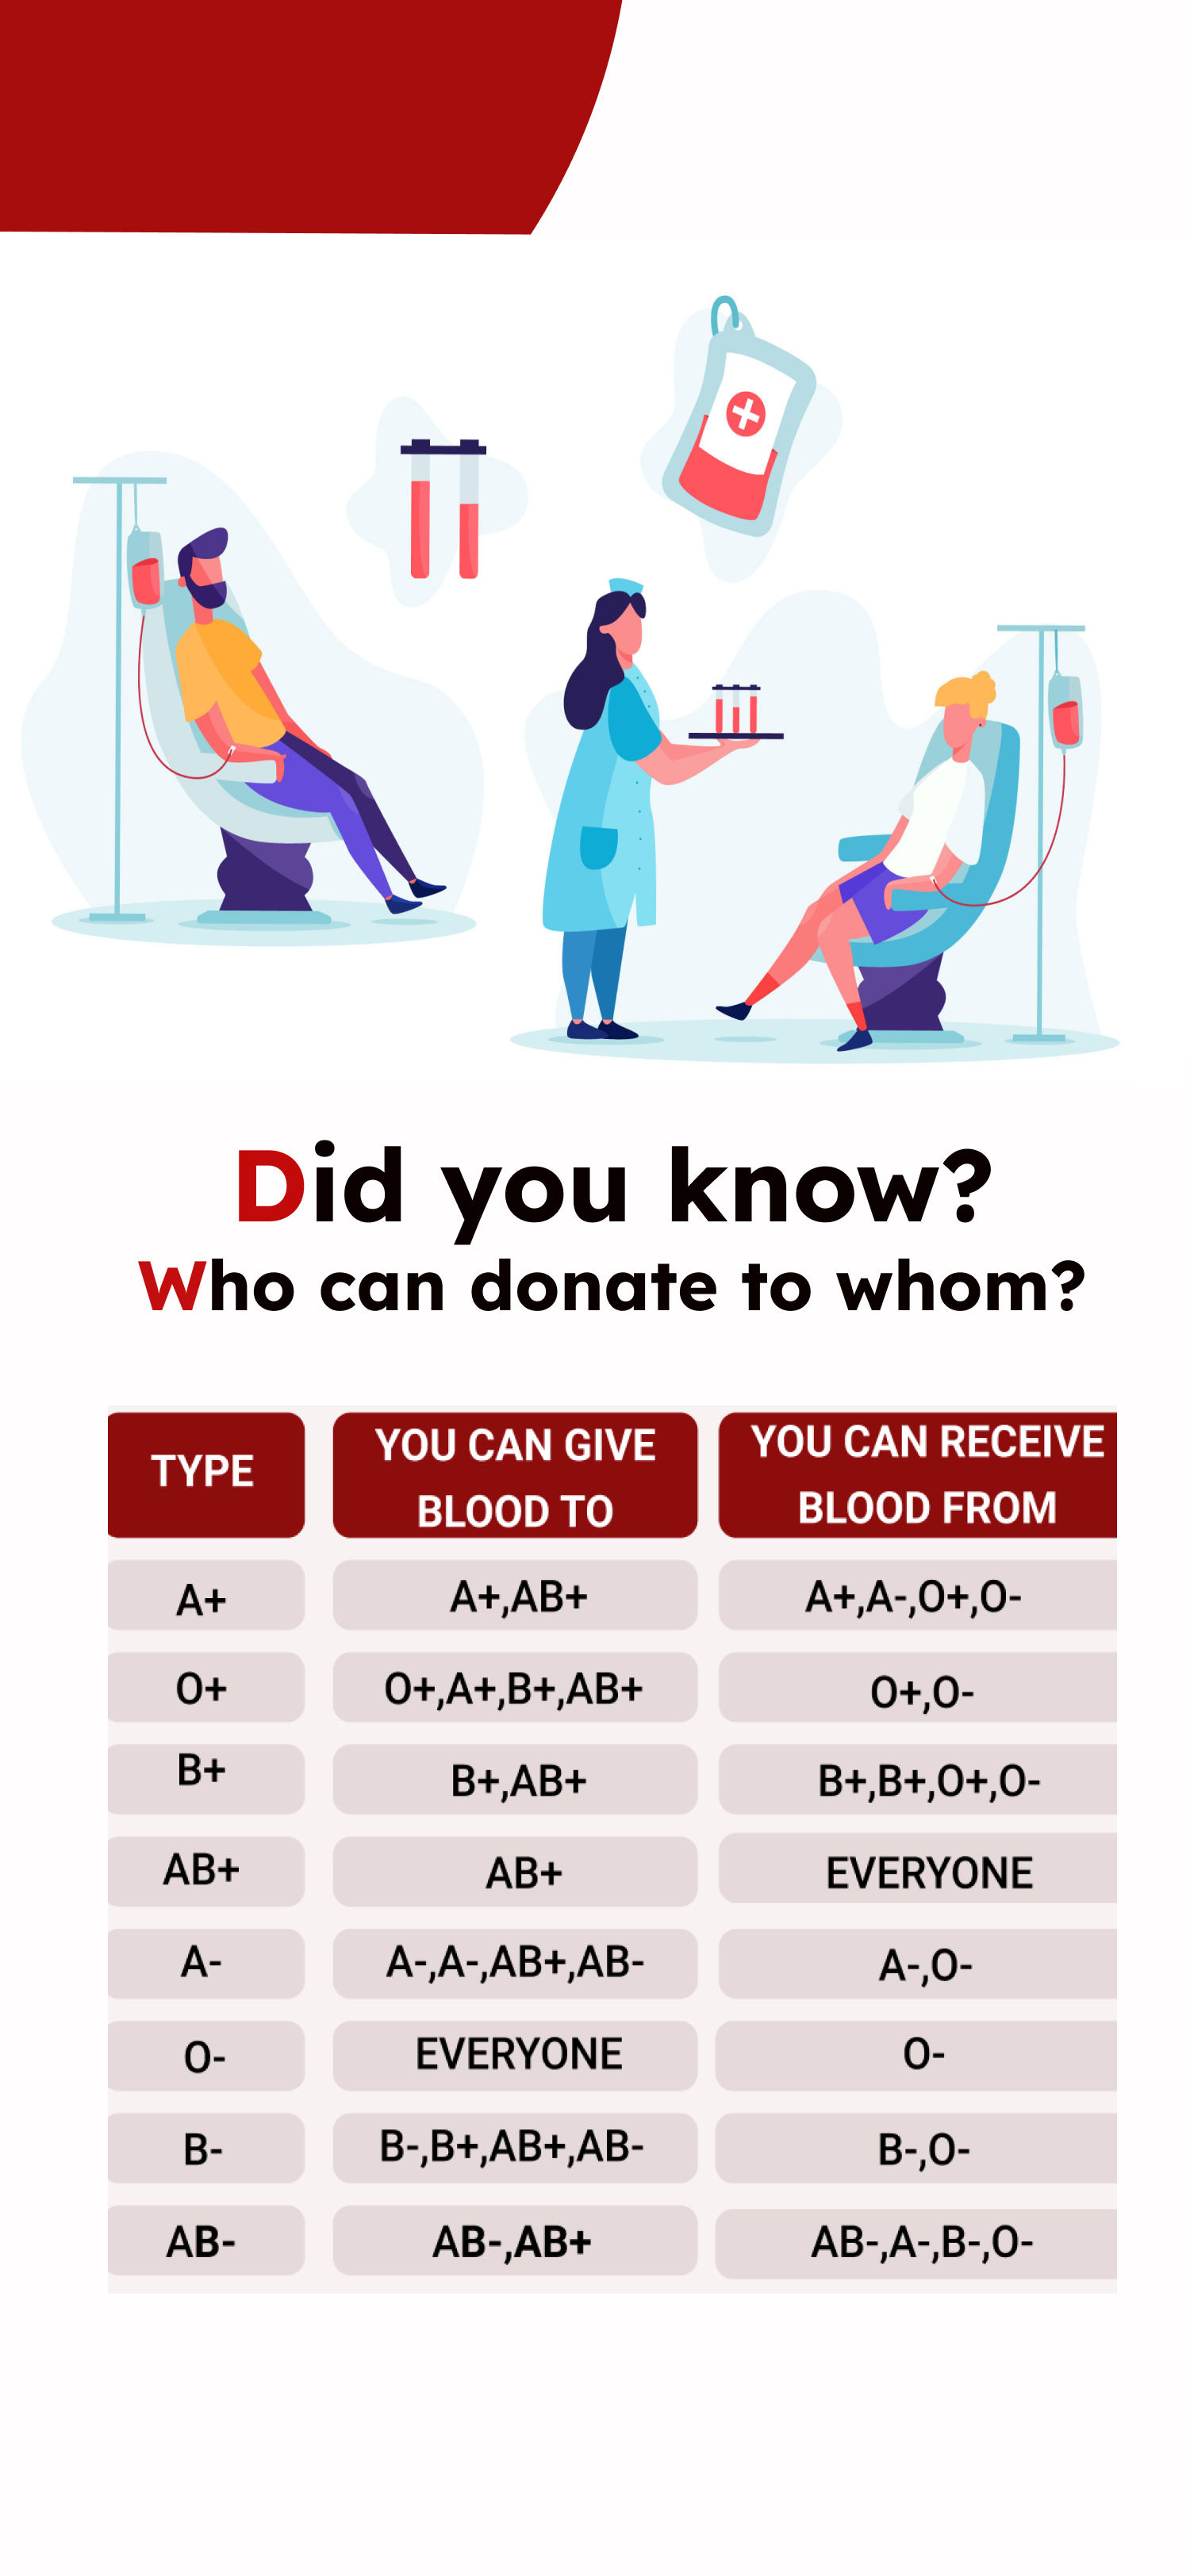 Did you know?
Who can donate to whom?
TYPE
YOU CAN GIVE
BLOOD TO
YOU CAN RECEIVE
BLOOD FROM
A+
A+,AB+
A+,A-,O+,O-
O+
O+,A+,B+,AB+
O+,O-
B+
B+,AB+
B+,B+,O+,O-
AB+
AB+
EVERYONE
A-
A-,A-,AB+,AB-
A-,O-
O-
EVERYONE
O-
B-
B-,B+,AB+,AB-
B-,O-
AB-
AB-,AB+
AB-,A-,B-,O-